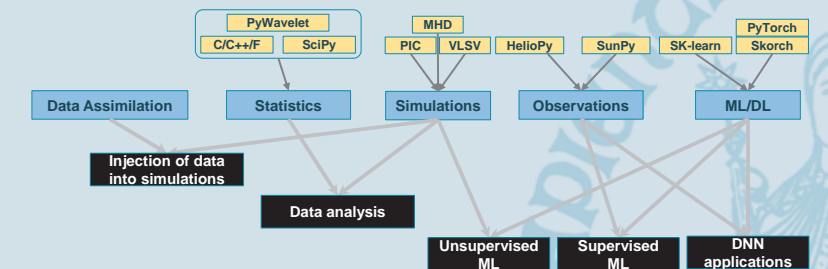 PyWavelet
C/C++/F
SciPy
MHD
PIC
VLSV
HelioPy
SunPy
SK-learn
PyTorch
Skorch
Data Assimilation
Statistics
Simulations
Observations
ML/DL
Injection of data
into simulations
Data analysis
Unsupervised
ML
Supervised
ML
DNN
applications